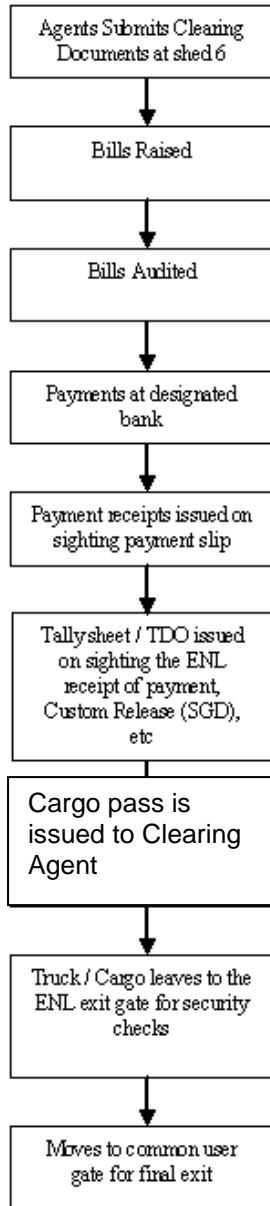 Agents Submits Clearing
Documents at shed 6
Bills Raised
Bills Audited
Payments at designated
bank
Payment receipts issued on
sighting payment slip
Tallysheet / TDO issued
on sighting the ENL
receipt of payment,
Custom Release (SGD),
etc
Cargo pass is
issued to Clearing
Agent
Truck / Cargo leaves to the
ENL exit gate for security
checks
Moves to common user
gate for final exit